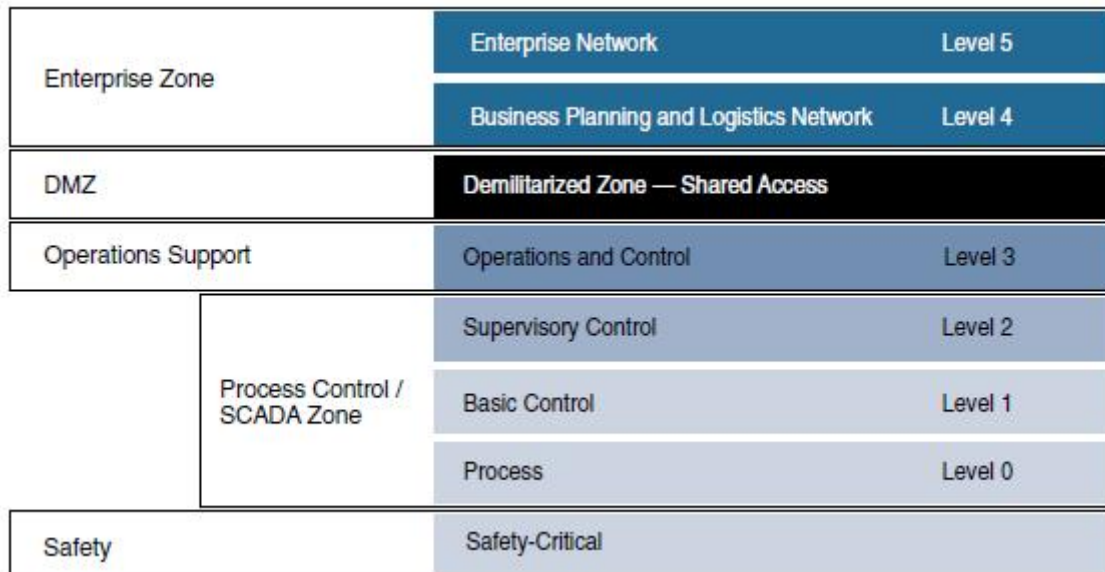 Enterprise Zone
Enterprise Network Level 5
Business Planning and Logistics Network Level 4
DMZ
Demilitarized Zone — Shared Access
Operations Support
Operations and Control Level 3
Process Control /
SCADA Zone
Supervisory Control Level 2
Basic Control Level 1
Process Level 0
Safety
Safety-Critical